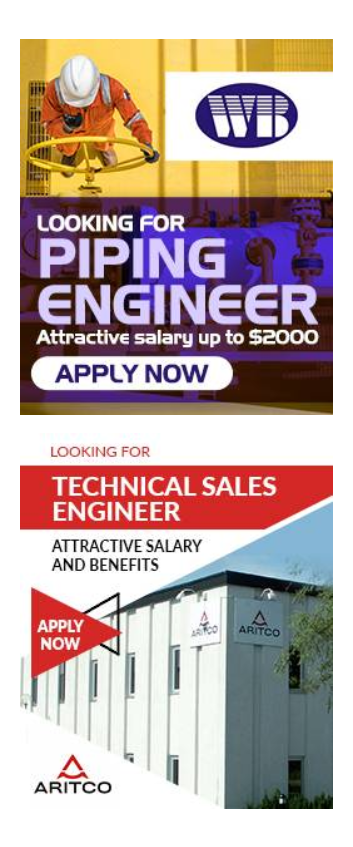 WB
LOOKING FOR
PIPING
ENGINEER
Attractive salary up to $2000
APPLY NOW
LOOKING FOR
TECHNICAL SALES
ENGINEER
ATTRACTIVE SALARY
AND BENEFITS
APPLY
NOW
ARITCO
ARITCO
ARITCO